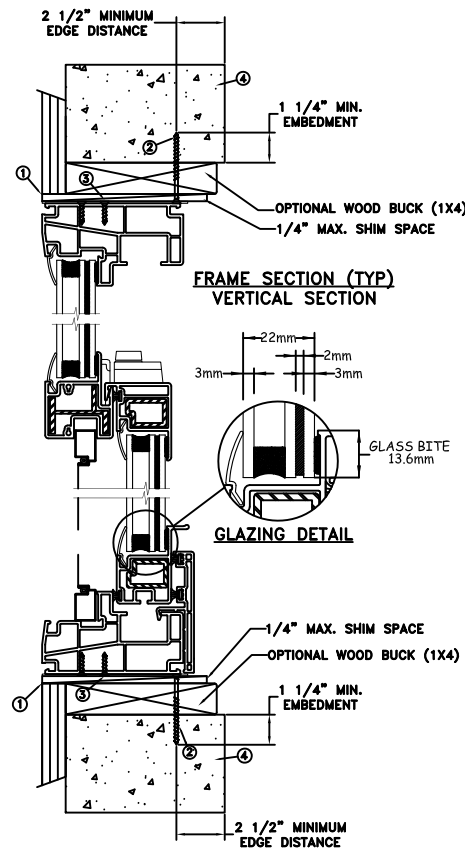 2 1/2" MINIMUM
EDGE DISTANCE
4
1 1/4" MIN.
EMBEDMENT
2
1
3
OPTIONAL WOOD BUCK (1X4)
1/4" MAX. SHIM SPACE
FRAME SECTION (TYP)
VERTICAL SECTION
22mm
2mm
3mm
3mm
GLASS BITE
13.6mm
GLAZING DETAIL
1/4" MAX. SHIM SPACE
OPTIONAL WOOD BUCK (1X4)
3
1
1 1/4" MIN.
EMBEDMENT
2
4
2 1/2" MINIMUM
EDGE DISTANCE